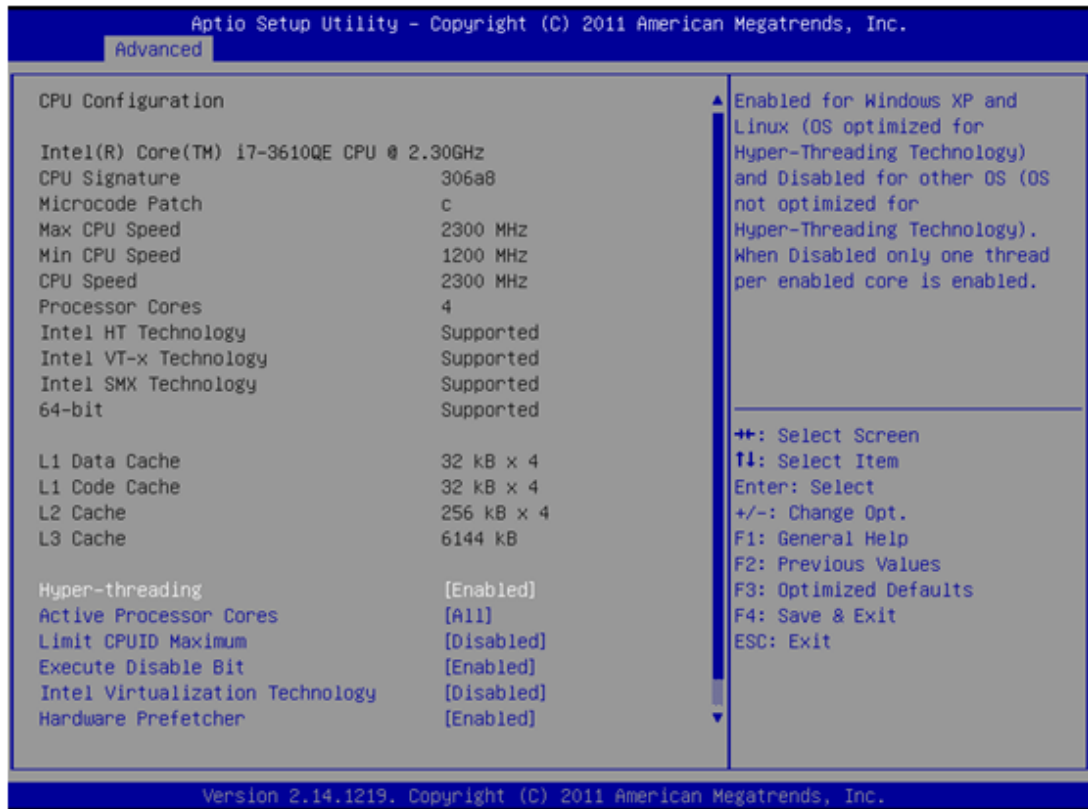 Aptio Setup Utility - Copyright (C) 2011 American Megatrends, Inc.
Advanced
CPU Configuration
Intel(R) Core(TM) i7-3610QE CPU @ 2.30GHz
CPU Signature 306a8
Microcode Patch c
Max CPU Speed 2300 MHz
Min CPU Speed 1200 MHz
CPU Speed 2300 MHz
Processor Cores 4
Intel HT Technology Supported
Intel VT-x Technology Supported
Intel SMX Technology Supported
64-bit Supported
L1 Data Cache 32 kB x 4
L1 Code Cache 32 kB x 4
L2 Cache 256 kB x 4
L3 Cache 6144 kB
Hyper-threading [Enabled]
Active Processor Cores [All]
Limit CPUID Maximum [Disabled]
Execute Disable Bit [Enabled]
Intel Virtualization Technology [Disabled]
Hardware Prefetcher [Enabled]
Enabled for Windows XP and
Linux (OS optimized for
Hyper-Threading Technology)
and Disabled for other OS (OS
not optimized for
Hyper-Threading Technology).
When Disabled only one thread
per enabled core is enabled.
→←: Select Screen
↑↓: Select Item
Enter: Select
+/-: Change Opt.
F1: General Help
F2: Previous Values
F3: Optimized Defaults
F4: Save & Exit
ESC: Exit
Version 2.14.1219. Copyright (C) 2011 American Megatrends, Inc.